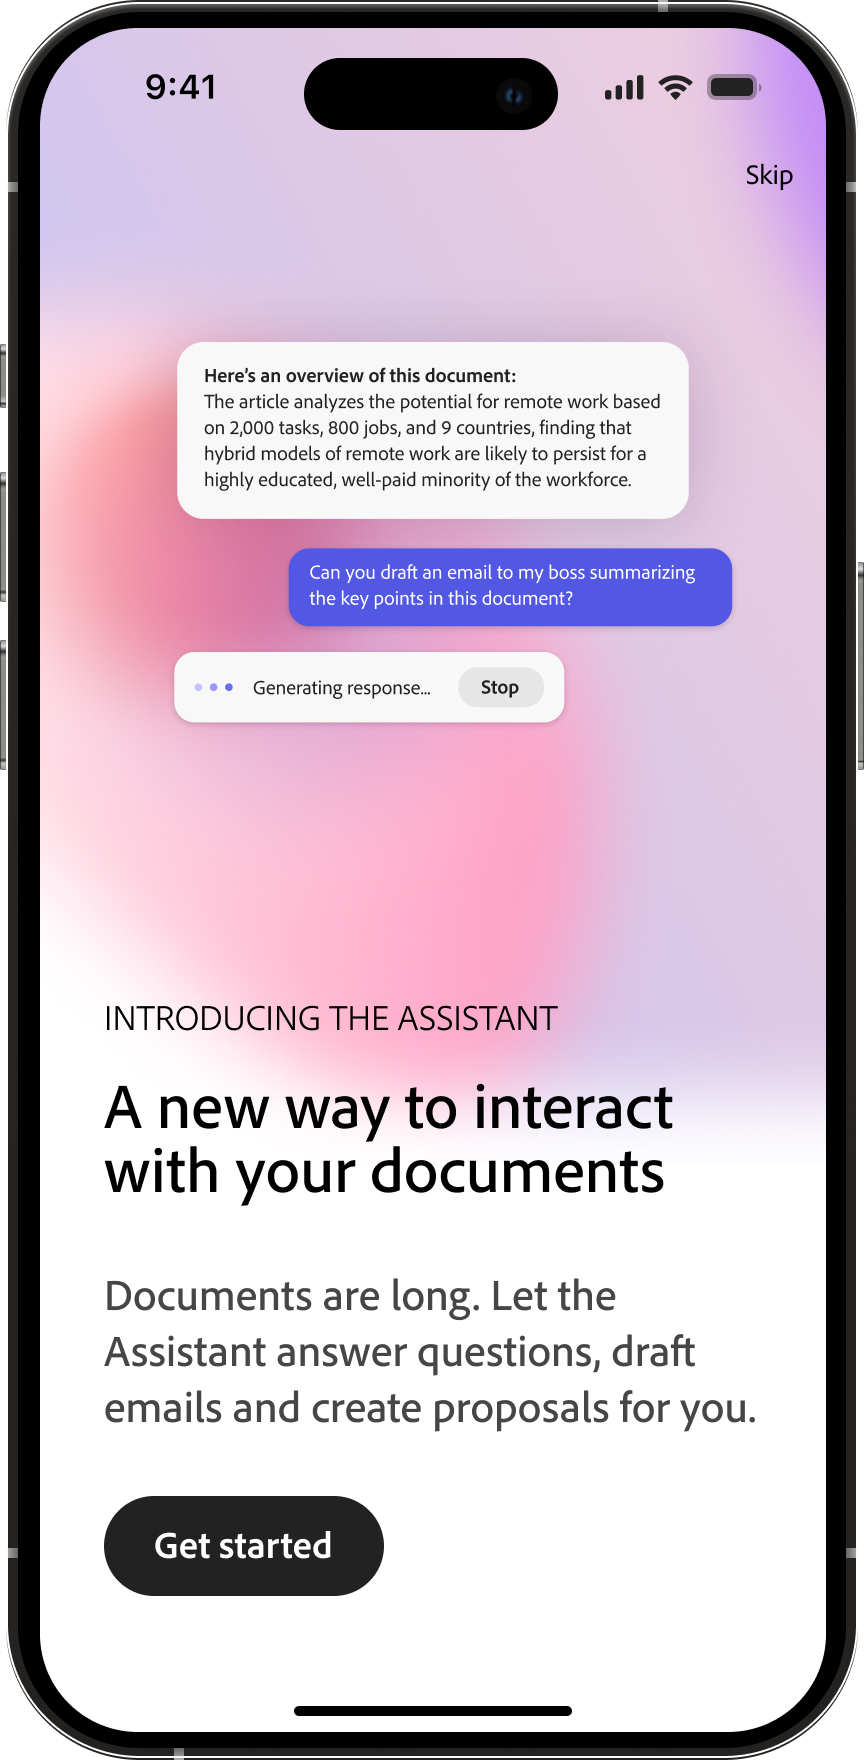 9:41
Skip
Here's an overview of this document:
The article analyzes the potential for remote work based
on 2,000 tasks, 800 jobs, and 9 countries, finding that
hybrid models of remote work are likely to persist for a
highly educated, well-paid minority of the workforce.
Can you draft an email to my boss summarizing
the key points in this document?
Generating response...
Stop
INTRODUCING THE ASSISTANT
A new way to interact
with your documents
Documents are long. Let the
Assistant answer questions, draft
emails and create proposals for you.
Get started